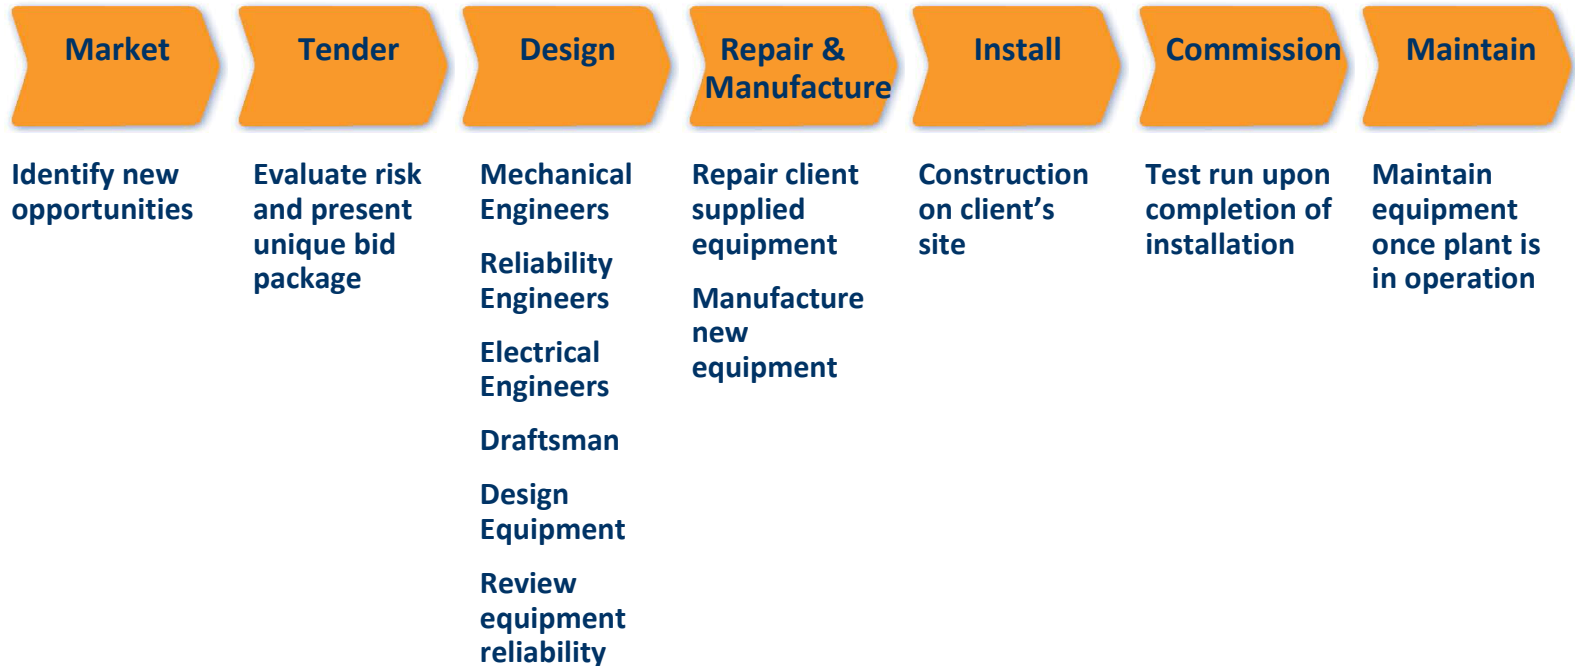 Market
Tender
Design
Repair &
Manufacture
Install
Commission
Maintain
Identify new
opportunities
Evaluate risk
and present
unique bid
package
Mechanical
Engineers
Reliability
Engineers
Electrical
Engineers
Draftsman
Design
Equipment
Review
equipment
reliability
Repair client
supplied
equipment
Manufacture
new
equipment
Construction
on client’s
site
Test run upon
completion of
installation
Maintain
equipment
once plant is
in operation